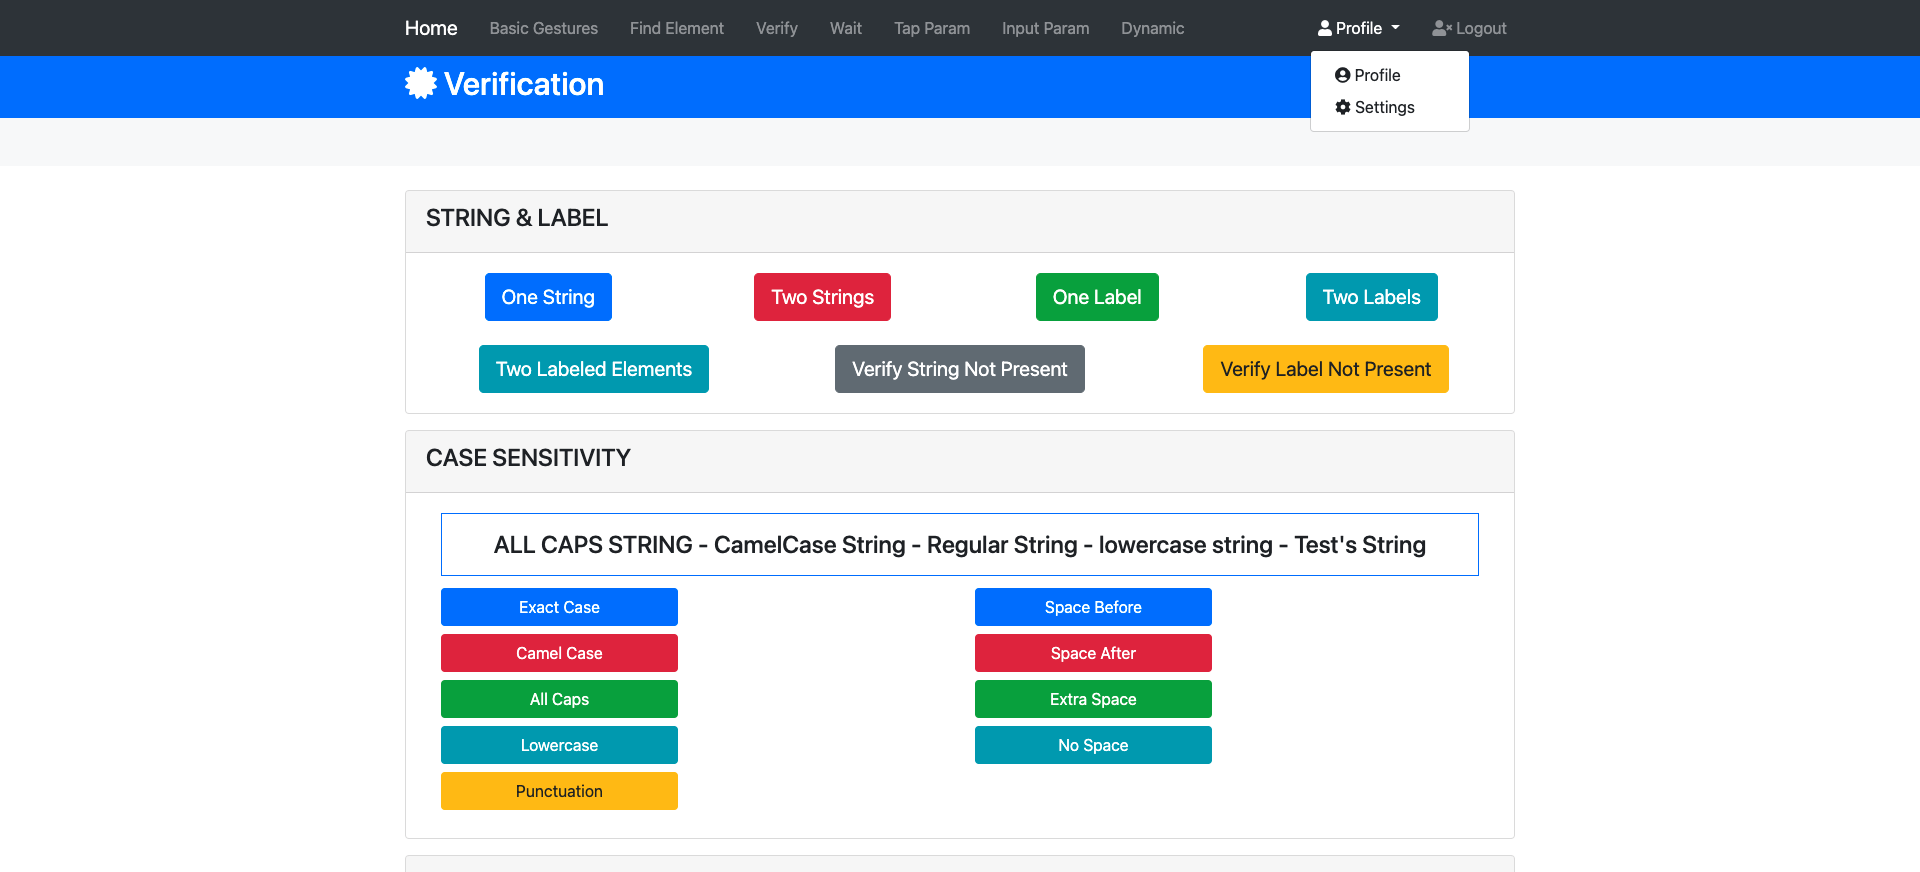 Home Basic Gestures Find Element Verify Wait Tap Param Input Param Dynamic Profile Logout
Profile
Settings
Verification
STRING & LABEL
One String Two Strings One Label Two Labels
Two Labeled Elements Verify String Not Present Verify Label Not Present
CASE SENSITIVITY
ALL CAPS STRING - CamelCase String - Regular String - lowercase string - Test's String
Exact Case Space Before
Camel Case Space After
All Caps Extra Space
Lowercase No Space
Punctuation